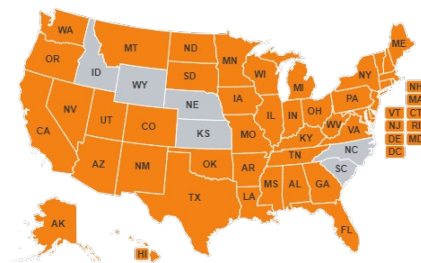 WA
MT
ND
MN
ME
OR
ID
WY
SD
WI
MI
NY
NH
MA
NV
UT
CO
NE
IA
IL
IN
OH
PA
VT CT
NJ RI
DE MD
DC
CA
KS
MO
KY
WV
VA
AZ
NM
OK
AR
TN
NC
SC
TX
LA
MS
AL
GA
FL
AK
HI